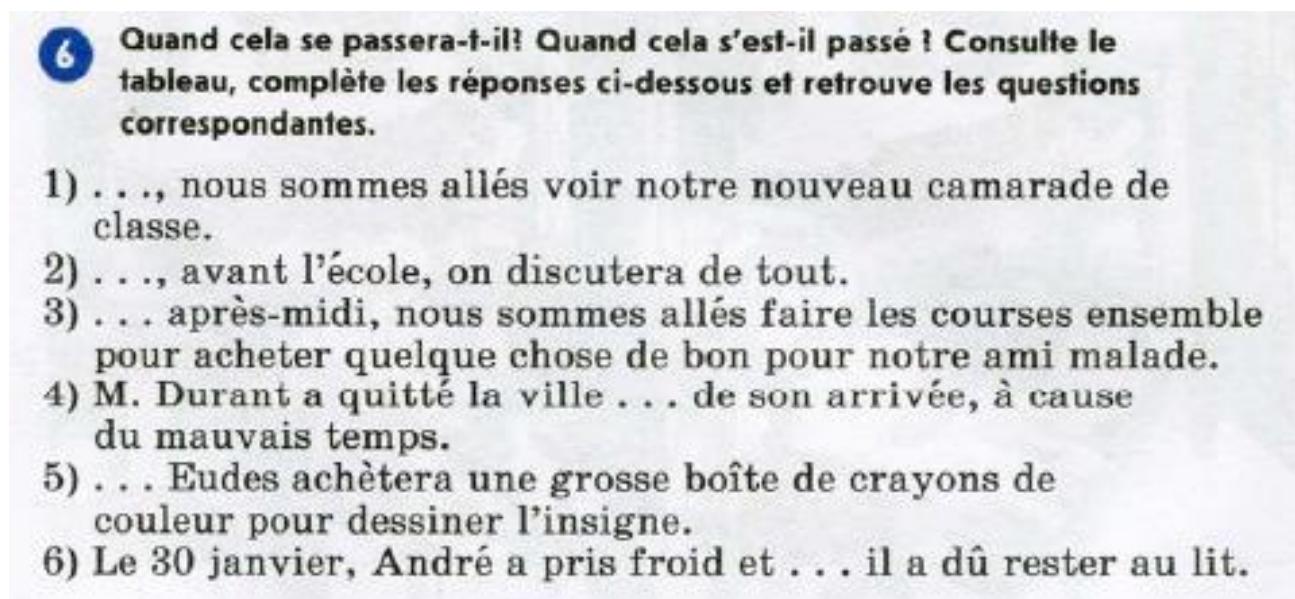 6 Quand cela se passera-t-il? Quand cela s'est-il passé ? Consulte le
tableau, complète les réponses ci-dessous et retrouve les questions
correspondantes.
1) . . ., nous sommes allés voir notre nouveau camarade de
classe.
2) . . ., avant l'école, on discutera de tout.
3) . . . après-midi, nous sommes allés faire les courses ensemble
pour acheter quelque chose de bon pour notre ami malade.
4) M. Durant a quitté la ville . . . de son arrivée, à cause
du mauvais temps.
5) . . . Eudes achètera une grosse boîte de crayons de
couleur pour dessiner l'insigne.
6) Le 30 janvier, André a pris froid et . . . il a dû rester au lit.